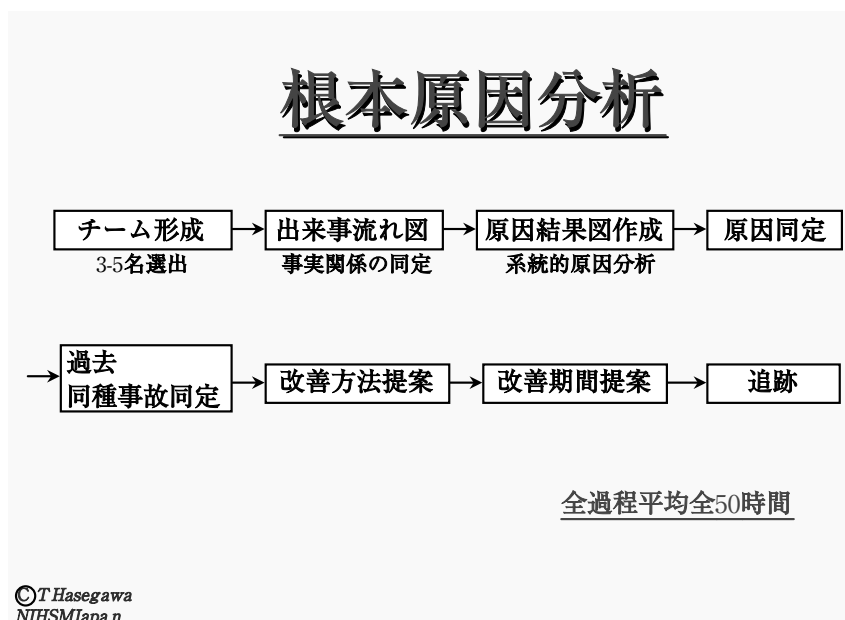 根本原因分析
チーム形成
出来事流れ図
原因結果図作成
原因同定
3-5名選出
事実関係の同定
系統的原因分析
過去
同種事故同定
改善方法提案
改善期間提案
追跡
全過程平均全50時間
©T Hasegawa
NIHSMJapa n